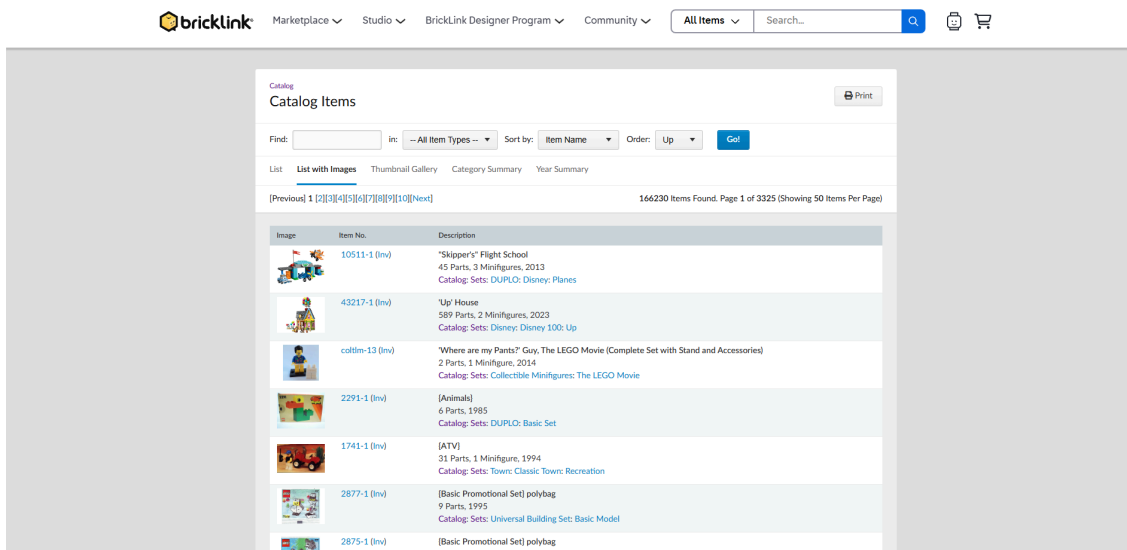 bricklink Marketplace Studio BrickLink Designer Program Community All Items Search...
Catalog
Catalog Items
Print
Find: in: -- All Item Types -- Sort by: Item Name Order: Up Go!
List List with Images Thumbnail Gallery Category Summary Year Summary
[Previous] 1 [2][3][4][5][6][7][8][9][10][Next] 166230 Items Found. Page 1 of 3325 (Showing 50 Items Per Page)
Image Item No. Description
10511-1 (Inv) "Skipper's" Flight School
45 Parts, 3 Minifigures, 2013
Catalog: Sets: DUPLO: Disney: Planes
43217-1 (Inv) 'Up' House
589 Parts, 2 Minifigures, 2023
Catalog: Sets: Disney: Disney 100: Up
coltlm-13 (Inv) 'Where are my Pants?' Guy, The LEGO Movie (Complete Set with Stand and Accessories)
2 Parts, 1 Minifigure, 2014
Catalog: Sets: Collectible Minifigures: The LEGO Movie
2291-1 (Inv) [Animals]
6 Parts, 1985
Catalog: Sets: DUPLO: Basic Set
1741-1 (Inv) [ATV]
31 Parts, 1 Minifigure, 1994
Catalog: Sets: Town: Classic Town: Recreation
2877-1 (Inv) [Basic Promotional Set] polybag
9 Parts, 1995
Catalog: Sets: Universal Building Set: Basic Model
2875-1 (Inv) [Basic Promotional Set] polybag